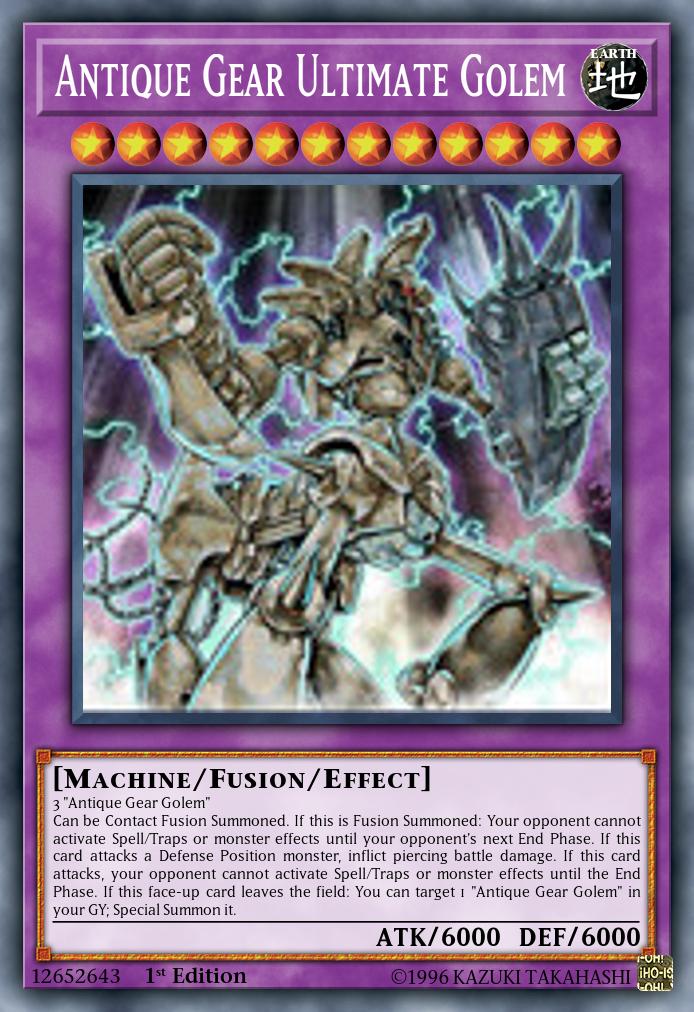 Antique Gear Ultimate Golem
EARTH
地
[Machine/Fusion/Effect]
3 "Antique Gear Golem"
Can be Contact Fusion Summoned. If this is Fusion Summoned: Your opponent cannot
activate Spell/Traps or monster effects until your opponent's next End Phase. If this
card attacks a Defense Position monster, inflict piercing battle damage. If this card
attacks, your opponent cannot activate Spell/Traps or monster effects until the End
Phase. If this face-up card leaves the field: You can target 1 "Antique Gear Golem" in
your GY; Special Summon it.
ATK/6000 DEF/6000
12652643 1st Edition ©1996 KAZUKI TAKAHASHI